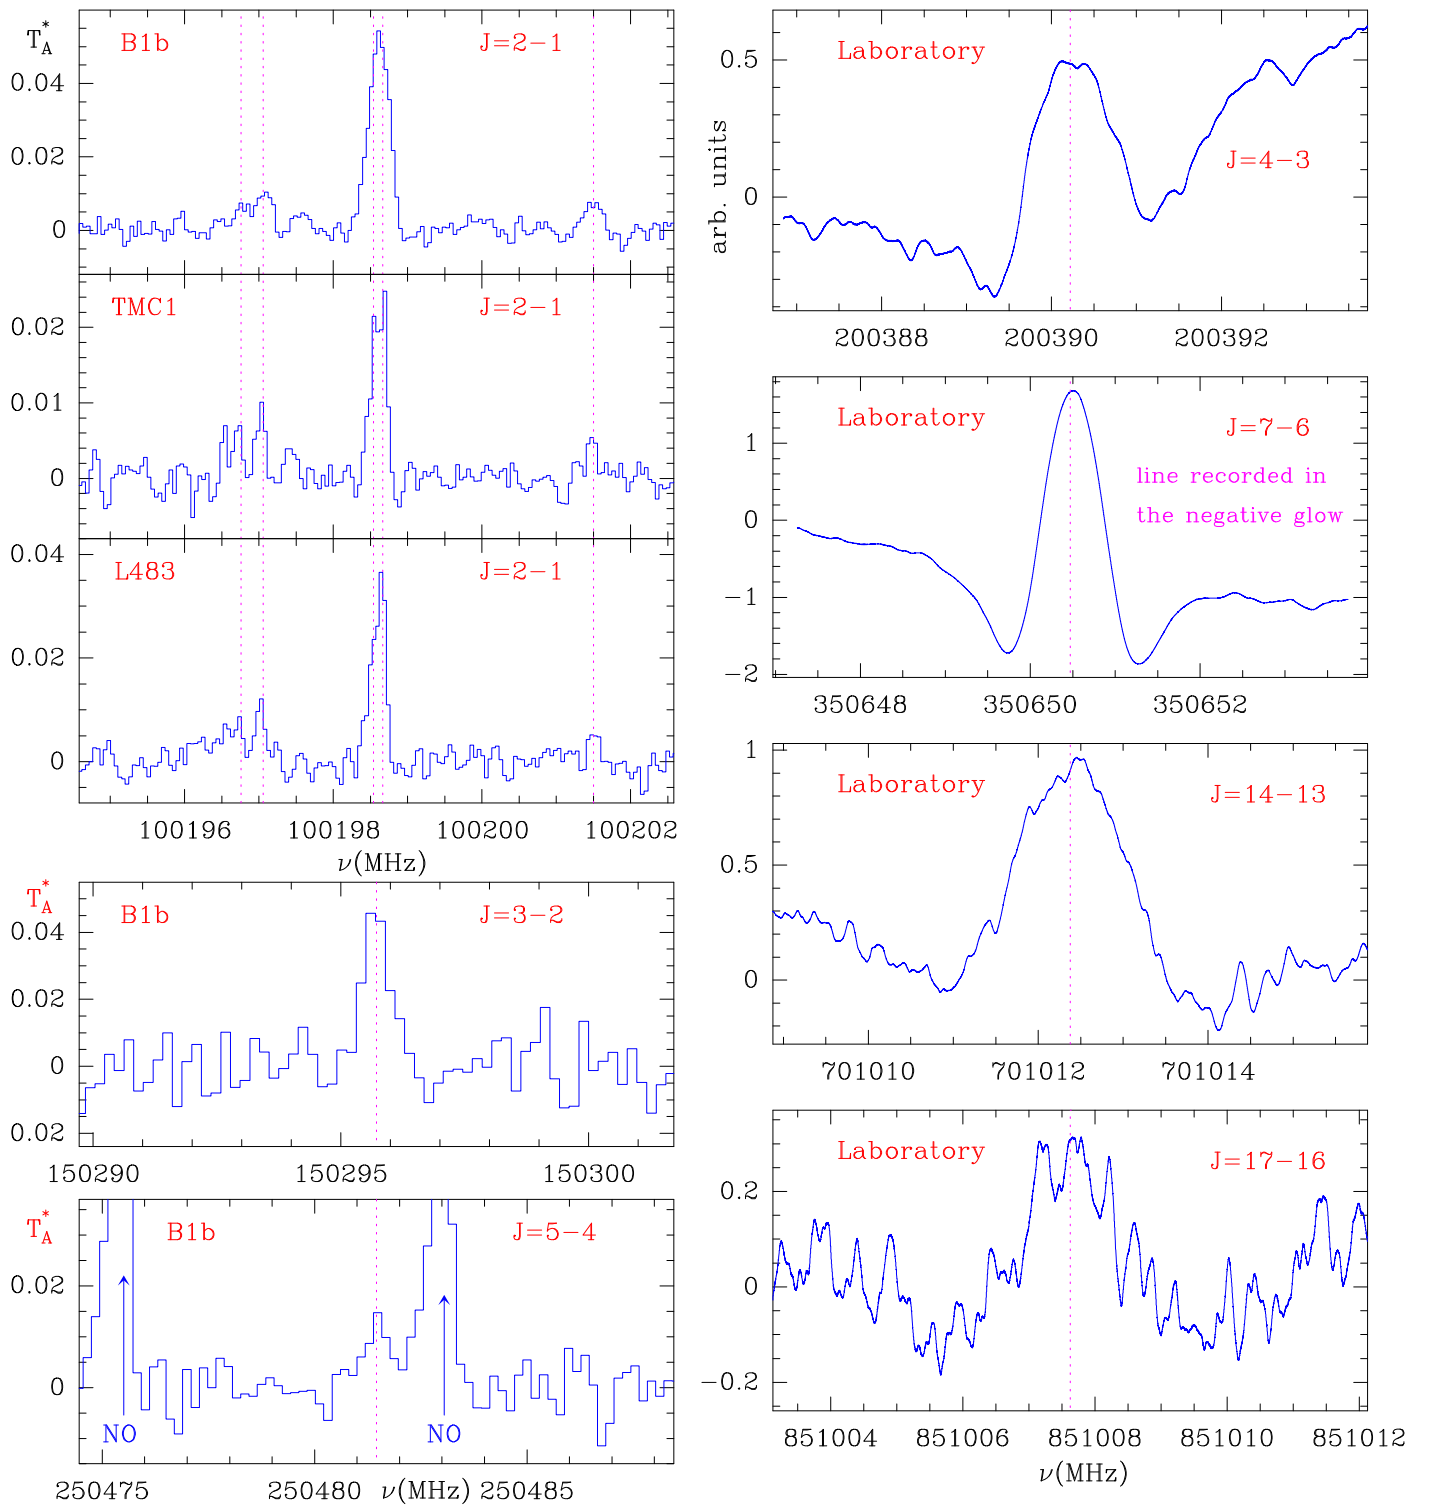 T*A B1b J=2-1
0.04
0.02
0
TMC1 J=2-1
0.02
0.01
0
L483 J=2-1
0.04
0.02
0
100196 100198 100200 100202
ν(MHz)
T*A B1b J=3-2
0.04
0.02
0
0.02
150290 150295 150300
T*A B1b J=5-4
0.02
0
NO NO
250475 250480 ν(MHz) 250485
Laboratory
J=4-3
arb. units
0.5
0
200388 200390 200392
Laboratory
J=7-6
line recorded in
the negative glow
1
0
-1
-2
350648 350650 350652
Laboratory
J=14-13
1
0.5
0
701010 701012 701014
Laboratory
J=17-16
0.2
0
-0.2
851004 851006 851008 851010 851012
ν(MHz)